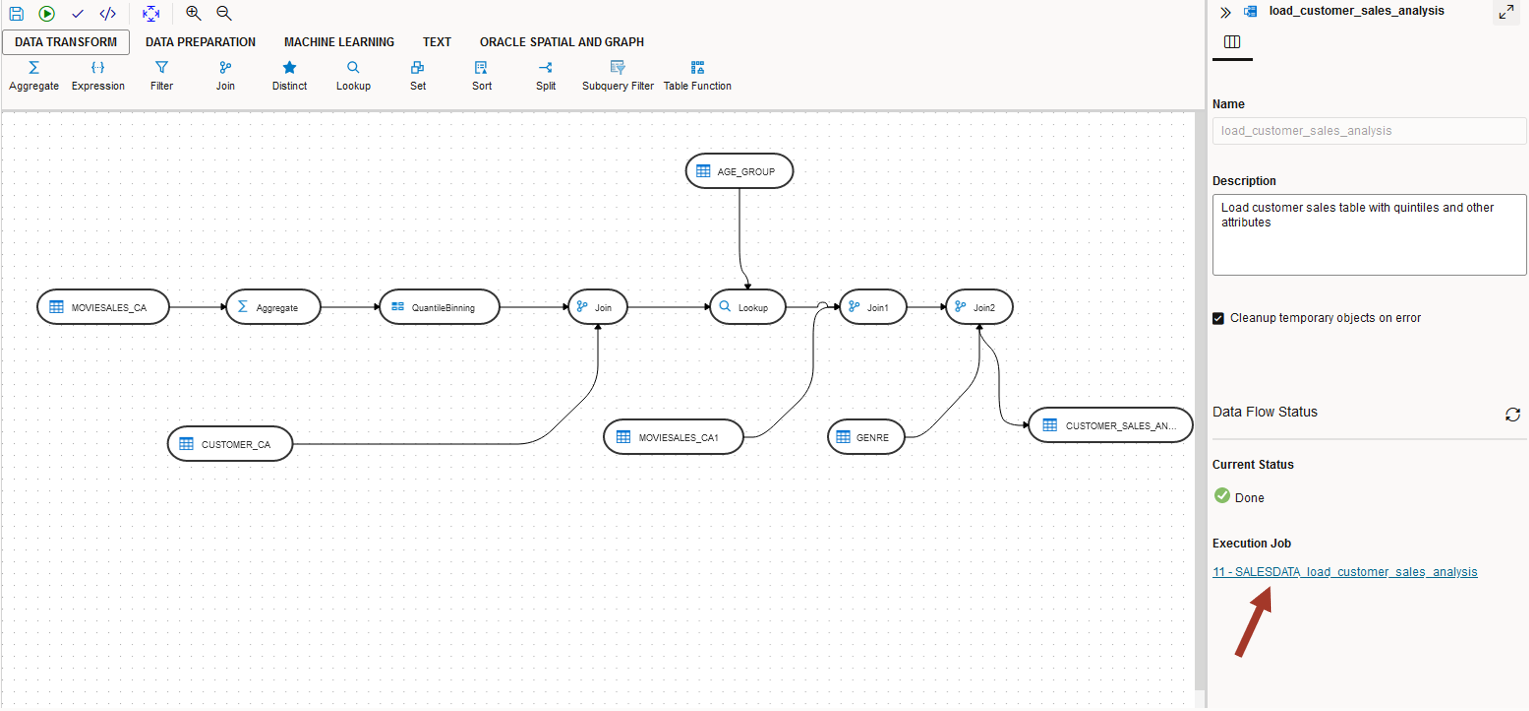 load_customer_sales_analysis
DATA TRANSFORM DATA PREPARATION MACHINE LEARNING TEXT ORACLE SPATIAL AND GRAPH
Aggregate Expression Filter Join Distinct Lookup Set Sort Split Subquery Filter Table Function
AGE_GROUP
MOVIESALES_CA Aggregate QuantileBinning Join Lookup Join1 Join2
CUSTOMER_CA MOVIESALES_CA1 GENRE CUSTOMER_SALES_AN...
Name
load_customer_sales_analysis
Description
Load customer sales table with quintiles and other
attributes
Cleanup temporary objects on error
Data Flow Status
Current Status
Done
Execution Job
11 - SALESDATA_load_customer_sales_analysis